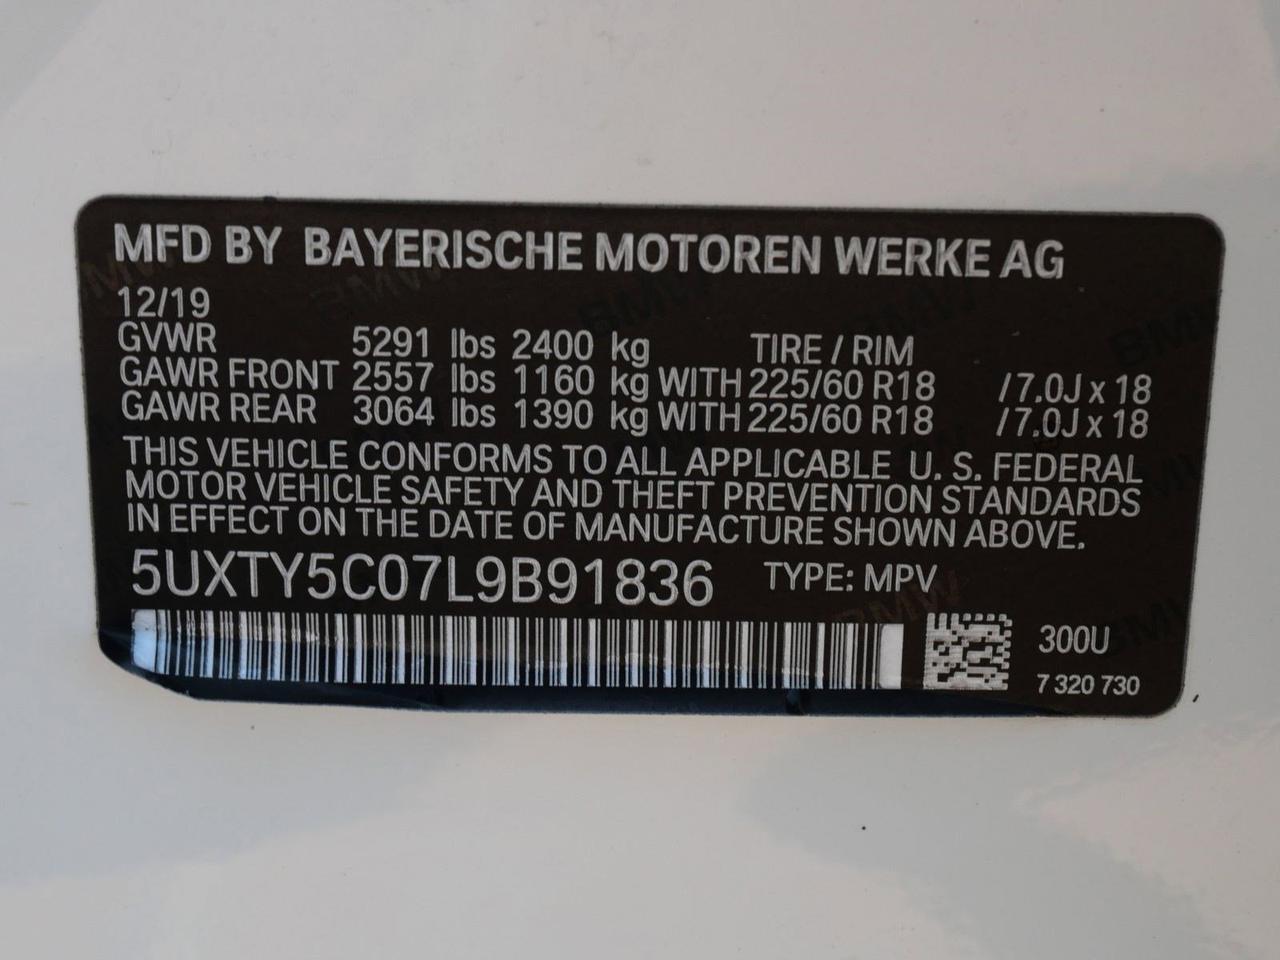 MFD BY BAYERISCHE MOTOREN WERKE AG
12/19
GVWR 5291 lbs 2400 kg TIRE / RIM
GAWR FRONT 2557 lbs 1160 kg WITH 225/60 R18 /7.0J x 18
GAWR REAR 3064 lbs 1390 kg WITH 225/60 R18 /7.0J x 18
THIS VEHICLE CONFORMS TO ALL APPLICABLE U. S. FEDERAL
MOTOR VEHICLE SAFETY AND THEFT PREVENTION STANDARDS
IN EFFECT ON THE DATE OF MANUFACTURE SHOWN ABOVE.
5UXTY5C07L9B91836 TYPE: MPV
300U
7 320 730